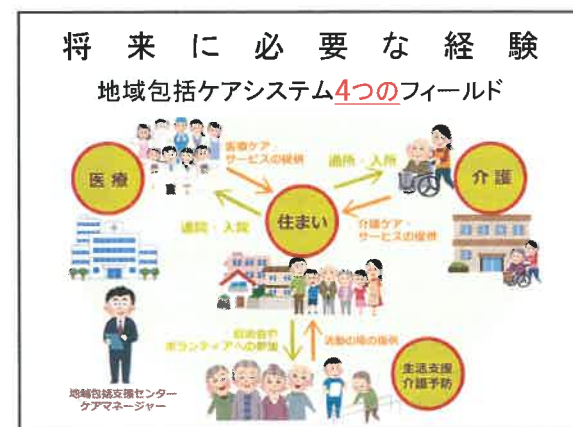 将来に必要な経験
地域包括ケアシステム4つのフィールド
医療ケア・
サービスの提供
通所・入所
医療
介護
住まい
通院・入院
介護ケア・
サービスの提供
自治会や
ボランティアへの参加
活動の場の提供
生活支援
介護予防
地域包括支援センター
ケアマネージャー